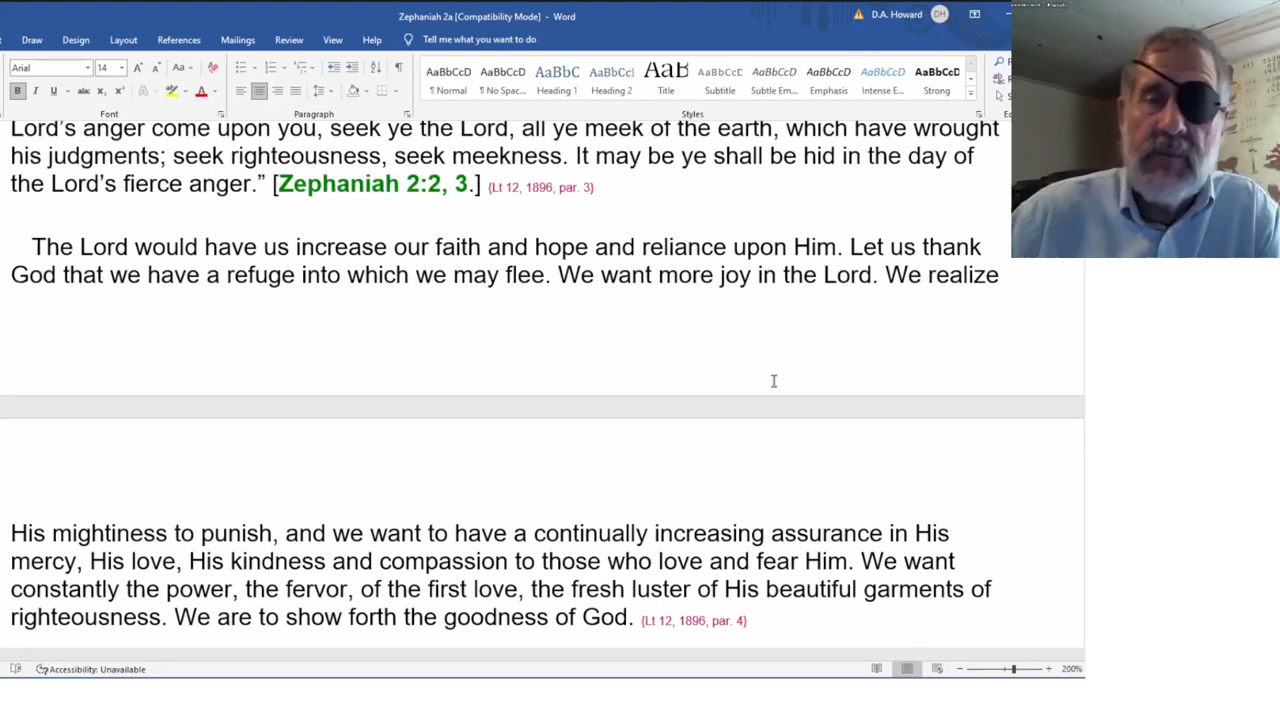 Zephaniah 2a [Compatibility Mode] - Word
D.A. Howard DH
Draw Design Layout References Mailings Review View Help Tell me what you want to do
Arial 14 A A Aa
B I U abc x₂ x² A A
AaBbCcD AaBbCcD AaBbC AaBbCcl AaB AaBbCcD AaBbCcD AaBbCcD AaBbCcD AaBbCcD
¶ Normal ¶ No Spac... Heading 1 Heading 2 Title Subtitle Subtle Em... Emphasis Intense E... Strong
Font Paragraph Styles
Lord’s anger come upon you, seek ye the Lord, all ye meek of the earth, which have wrought
his judgments; seek righteousness, seek meekness. It may be ye shall be hid in the day of
the Lord’s fierce anger.” [Zephaniah 2:2, 3.] {Lt 12, 1896, par. 3}
The Lord would have us increase our faith and hope and reliance upon Him. Let us thank
God that we have a refuge into which we may flee. We want more joy in the Lord. We realize
His mightiness to punish, and we want to have a continually increasing assurance in His
mercy, His love, His kindness and compassion to those who love and fear Him. We want
constantly the power, the fervor, of the first love, the fresh luster of His beautiful garments of
righteousness. We are to show forth the goodness of God. {Lt 12, 1896, par. 4}
Accessibility: Unavailable 200%